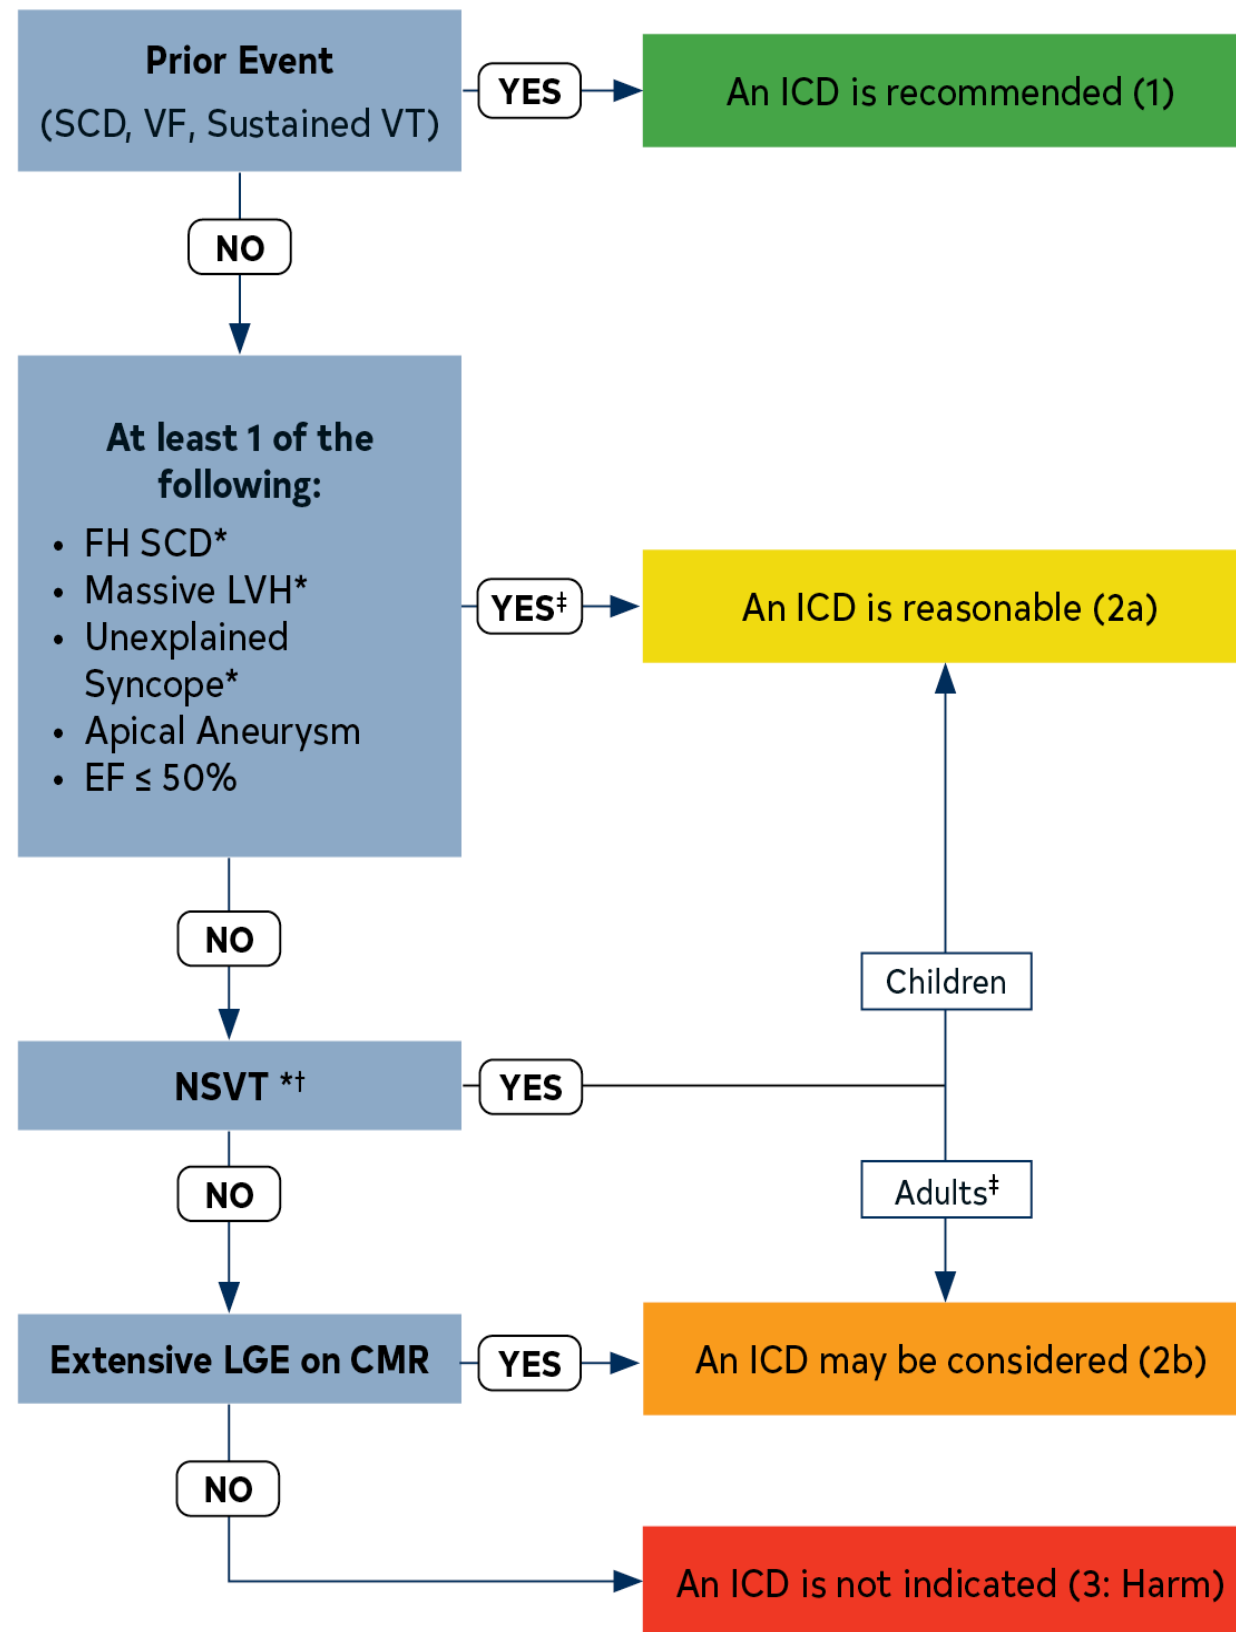 Prior Event
(SCD, VF, Sustained VT)
YES
An ICD is recommended (1)
NO
At least 1 of the
following:
• FH SCD*
• Massive LVH*
• Unexplained
Syncope*
• Apical Aneurysm
• EF ≤ 50%
YES‡
An ICD is reasonable (2a)
NO
Children
NSVT *†
YES
Adults‡
NO
Extensive LGE on CMR
YES
An ICD may be considered (2b)
NO
An ICD is not indicated (3: Harm)